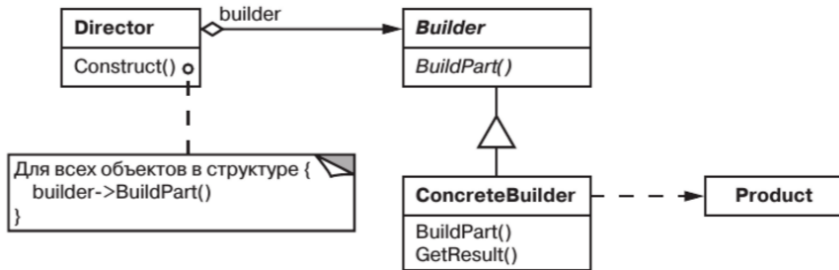 Director
Construct()
builder
Builder
BuildPart()
Для всех объектов в структуре {
builder->BuildPart()
}
ConcreteBuilder
BuildPart()
GetResult()
Product